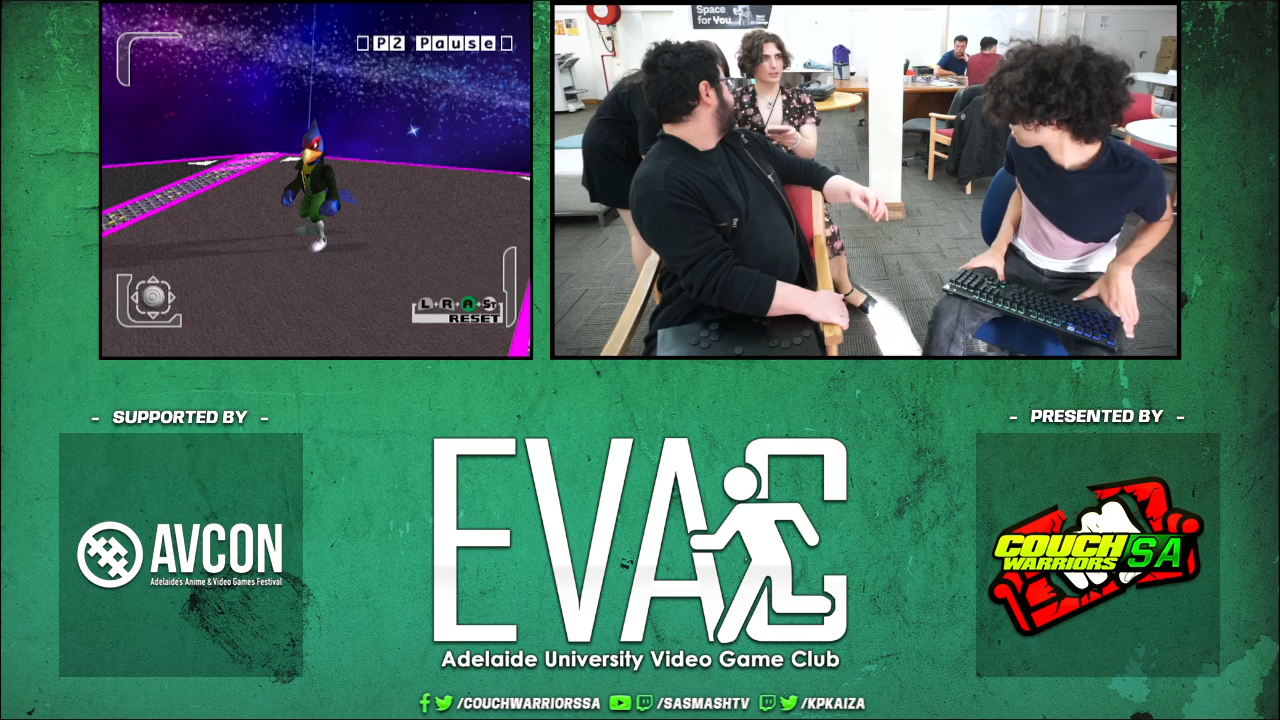 P2 Pause
L+R+A+St
RESET
Space
for You.
- SUPPORTED BY -
- PRESENTED BY -
AVCON
Adelaide's Anime & Video Games Festival
EVAC
Adelaide University Video Game Club
COUCH
WARRIORS
SA
/COUCHWARRIORSSA /SASMASHTV /KPKAIZA